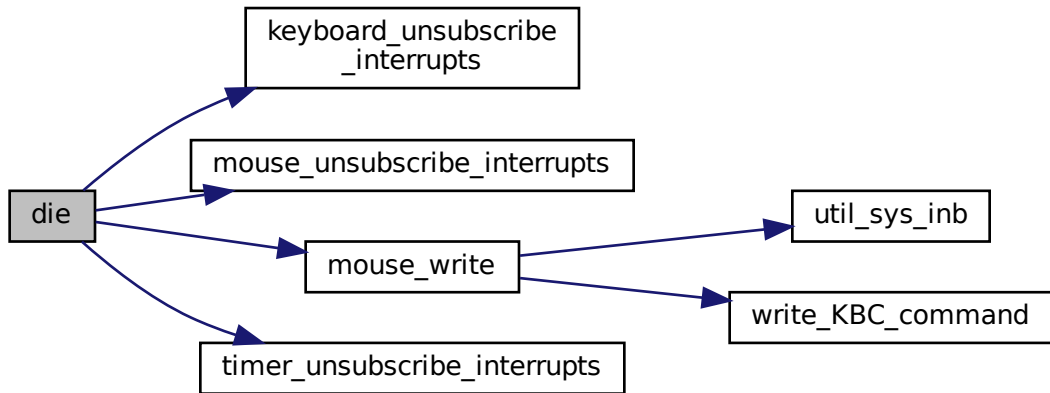 keyboard_unsubscribe
_interrupts
mouse_unsubscribe_interrupts
die
util_sys_inb
mouse_write
write_KBC_command
timer_unsubscribe_interrupts